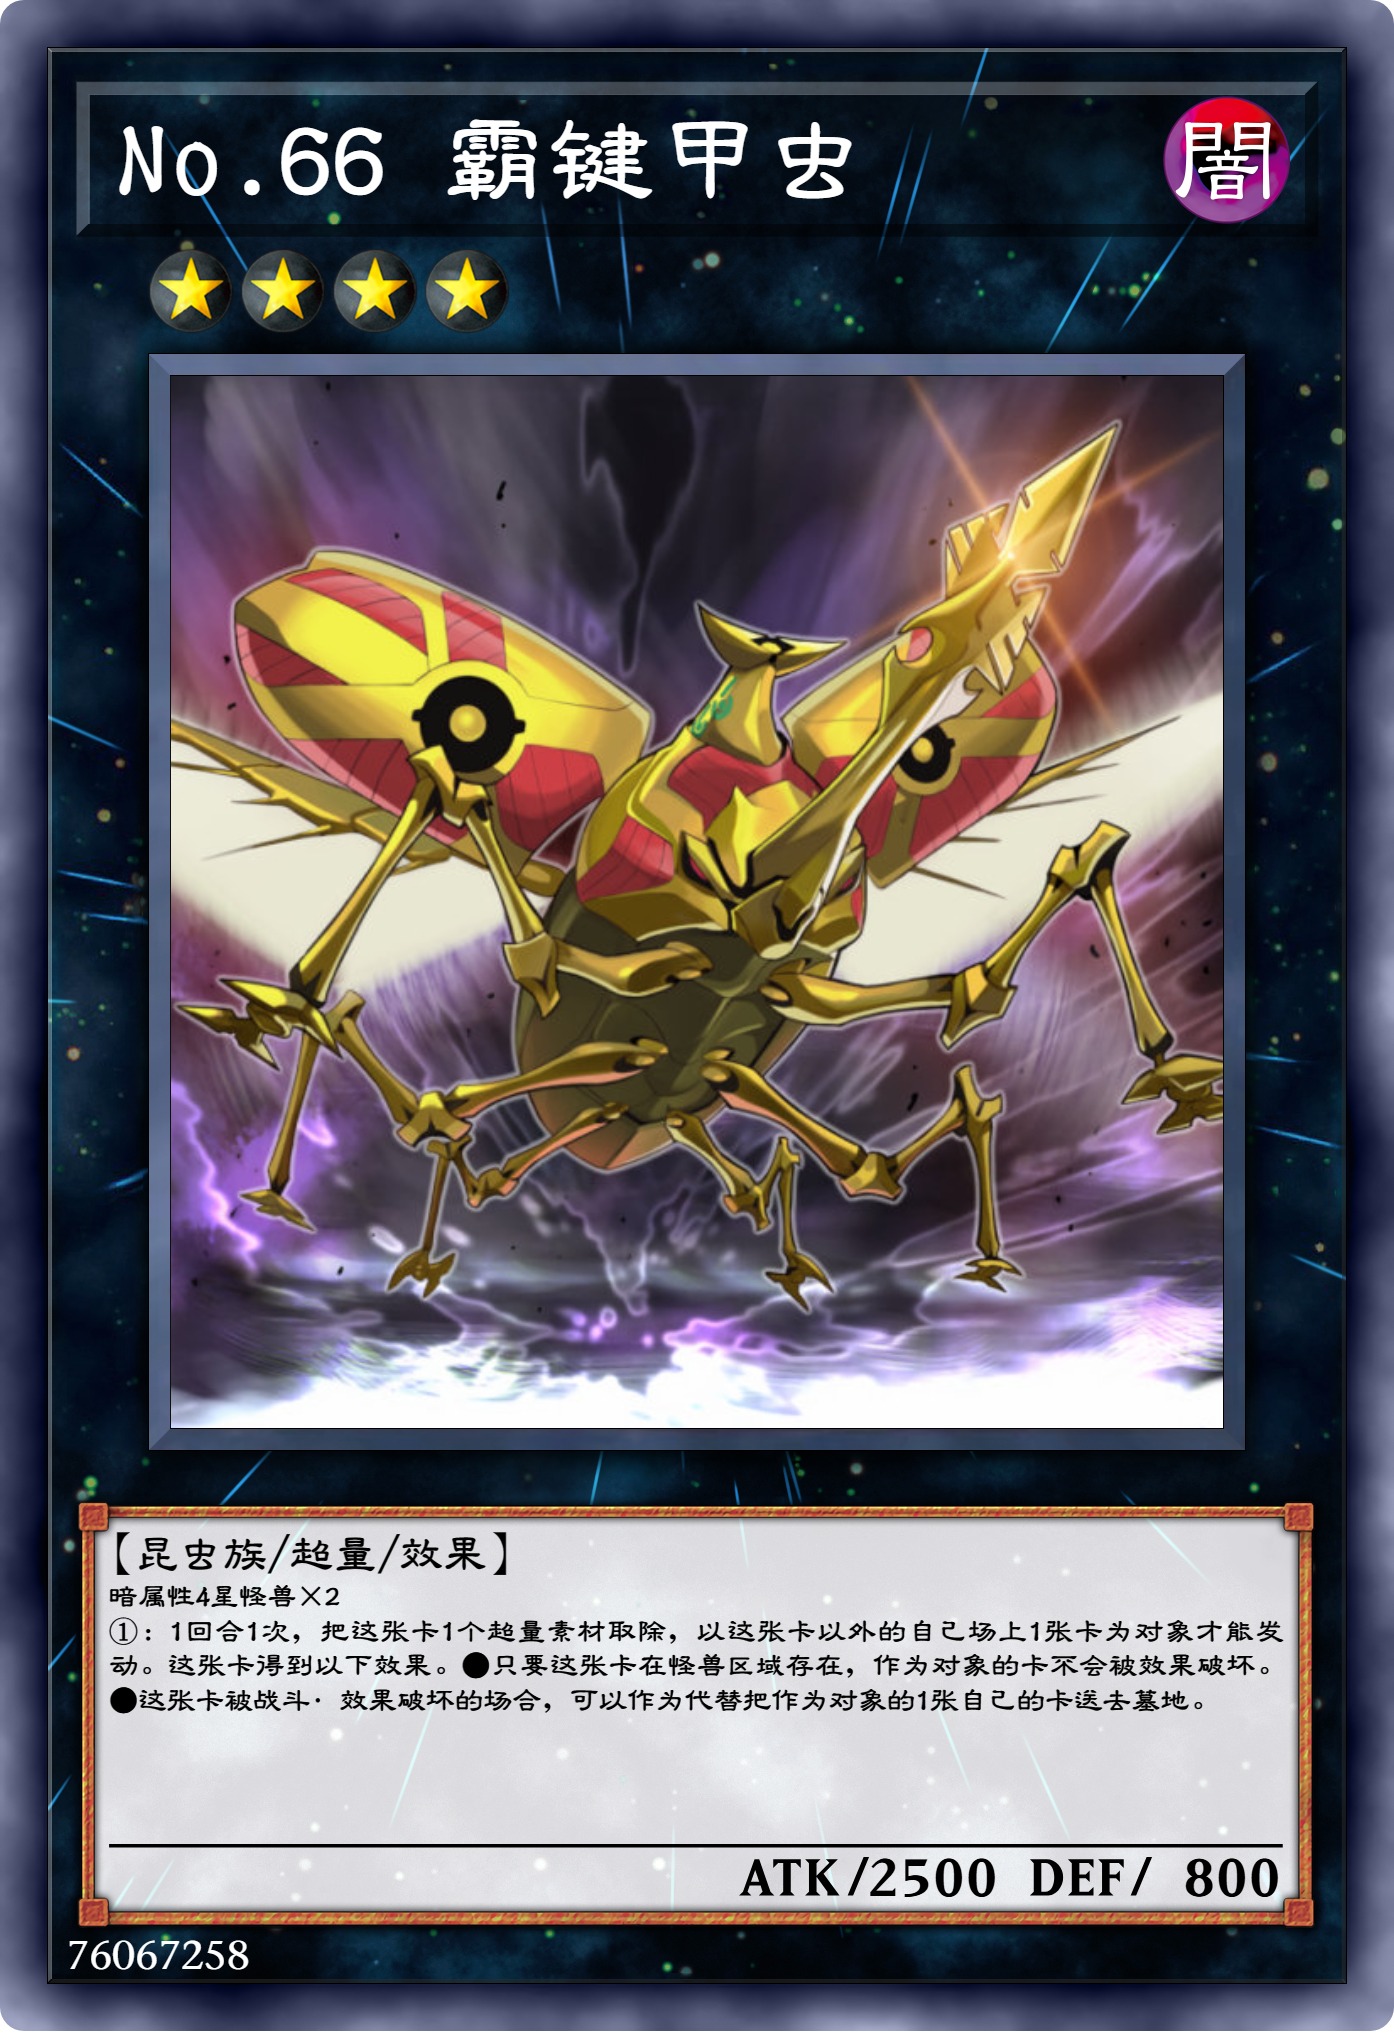 No.66 霸键甲虫
闇
【昆虫族/超量/效果】
暗属性4星怪兽×2
①：1回合1次，把这张卡1个超量素材取除，以这张卡以外的自己场上1张卡为对象才能发
动。这张卡得到以下效果。●只要这张卡在怪兽区域存在，作为对象的卡不会被效果破坏。
●这张卡被战斗·效果破坏的场合，可以作为代替把作为对象的1张自己的卡送去墓地。
ATK/2500 DEF/ 800
76067258